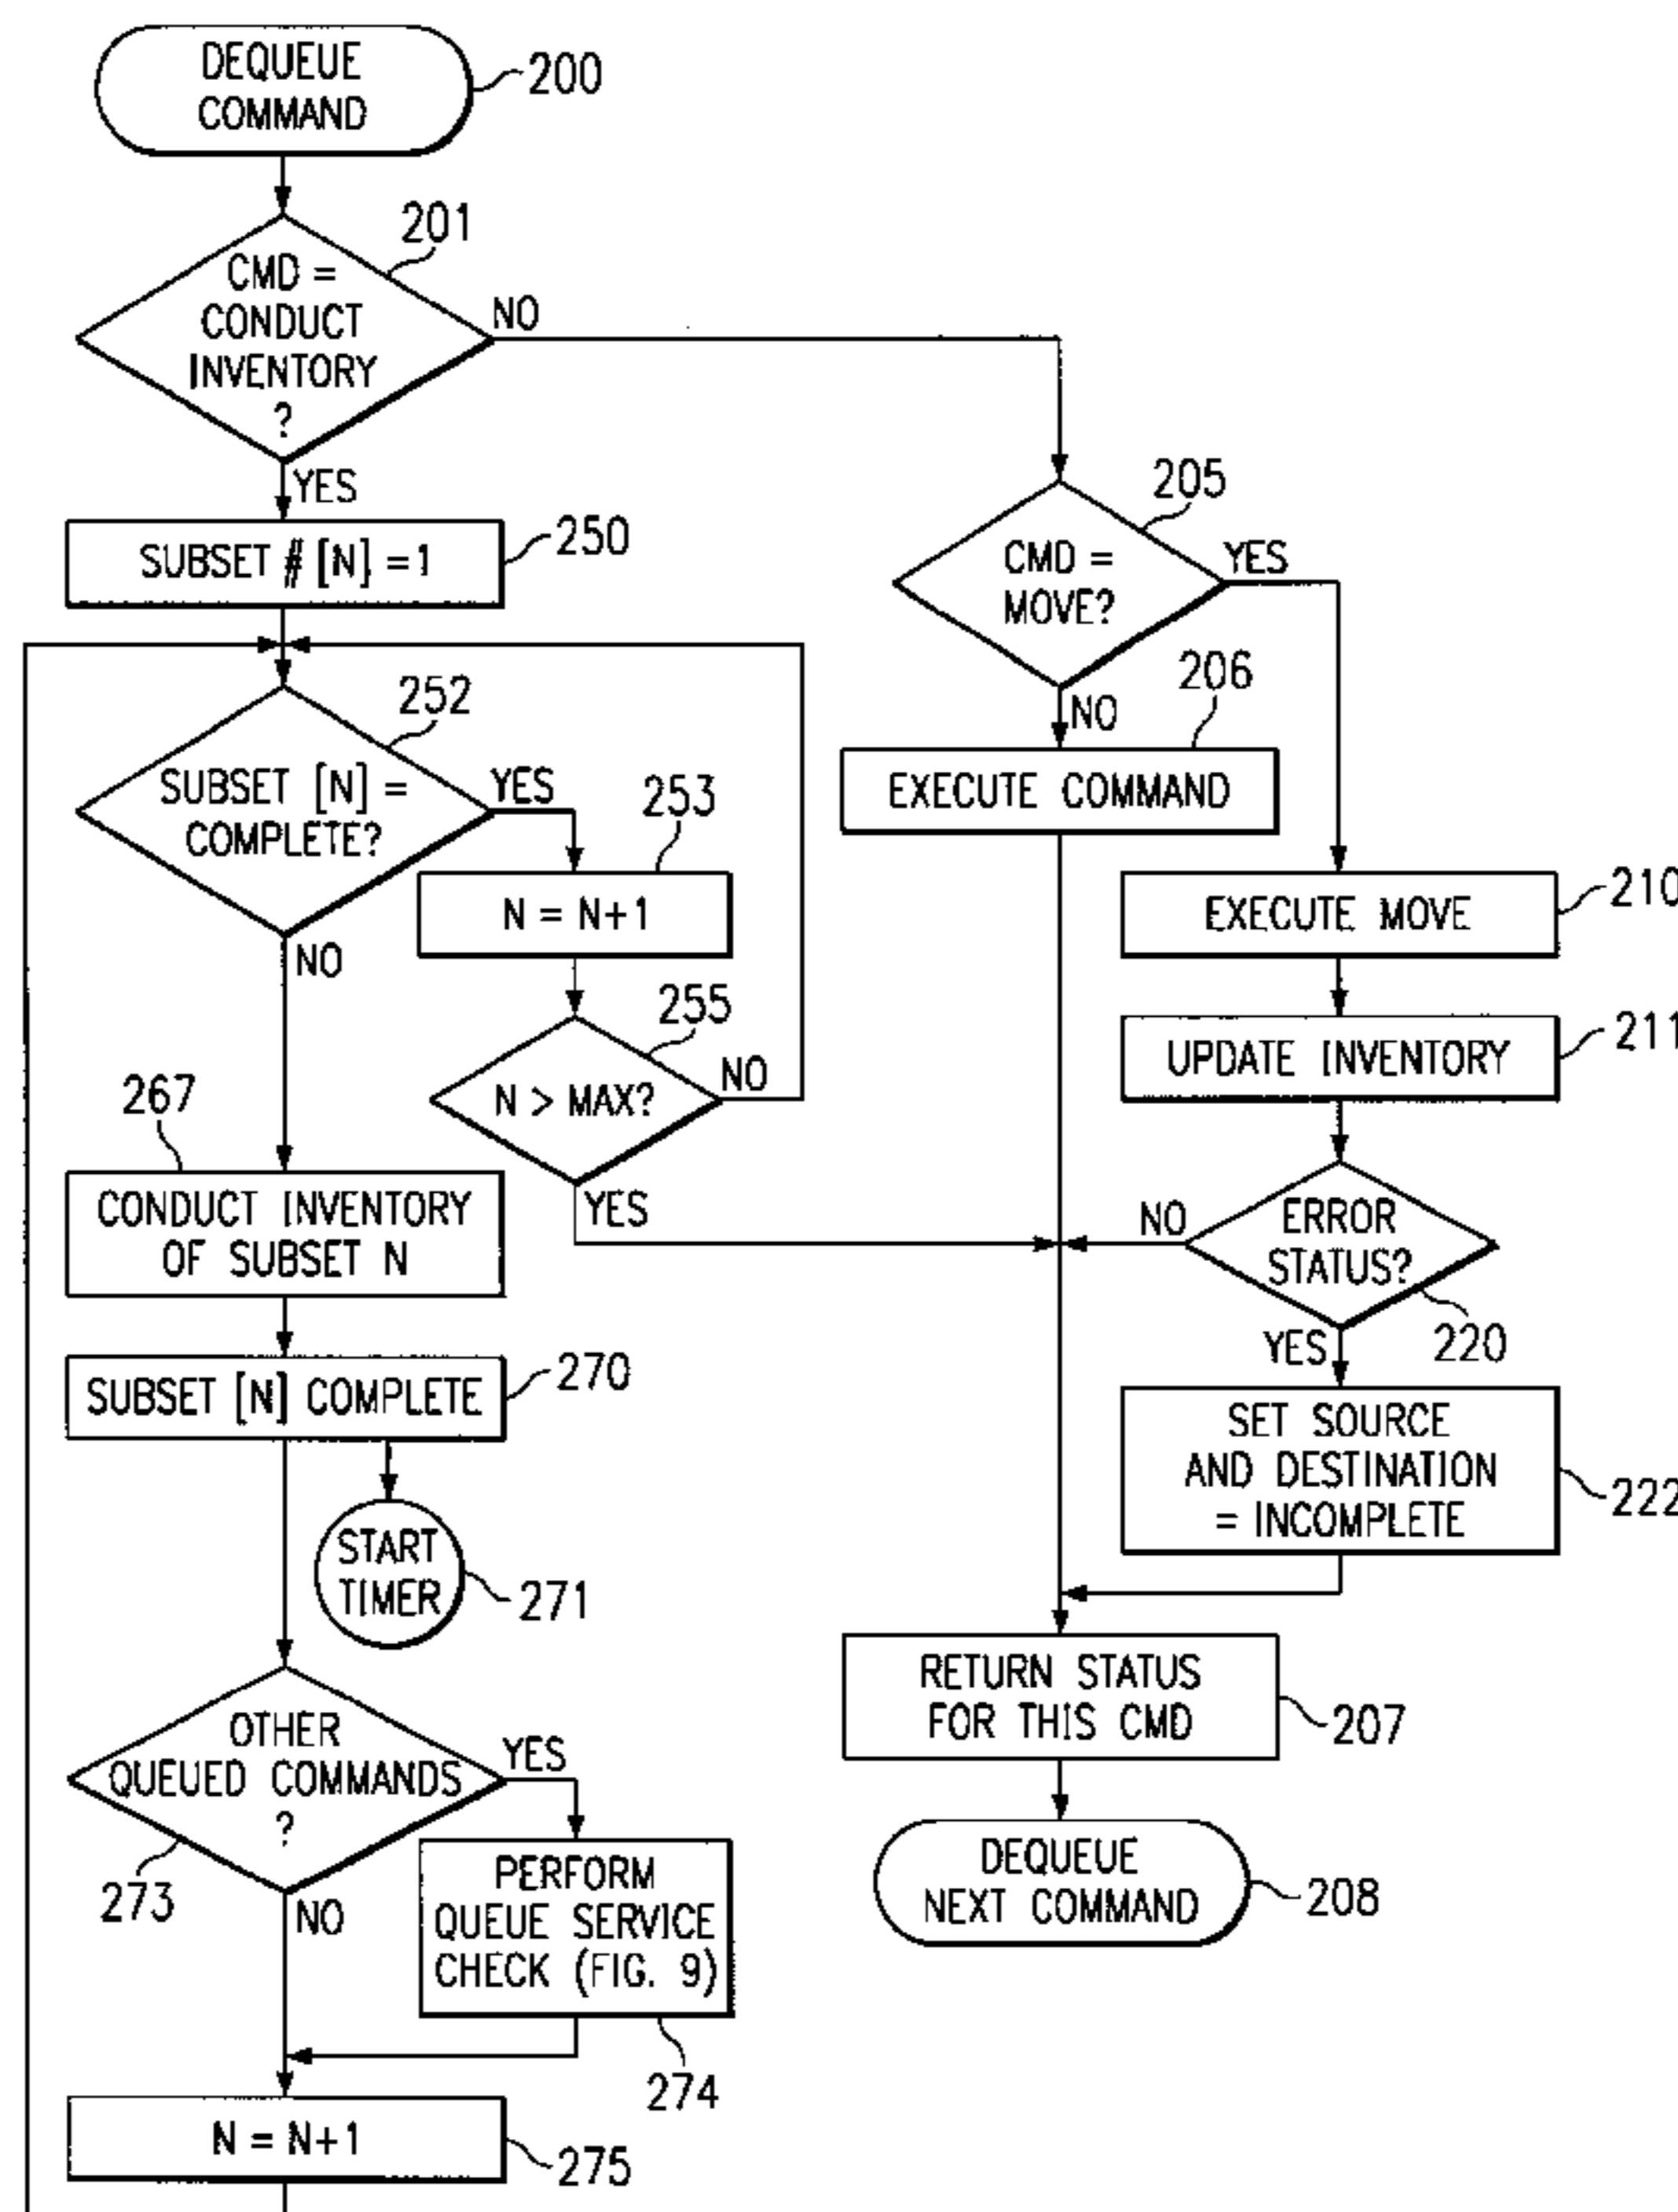 DEQUEUE
COMMAND
200
201
CMD =
CONDUCT
INVENTORY
?
NO
YES
SUBSET # [N] = 1
250
205
CMD =
MOVE?
YES
NO
206
EXECUTE COMMAND
252
SUBSET [N] =
COMPLETE?
YES
NO
253
N = N+1
255
N > MAX?
NO
YES
EXECUTE MOVE
210
UPDATE INVENTORY
211
267
CONDUCT INVENTORY
OF SUBSET N
NO
ERROR
STATUS?
220
YES
SUBSET [N] COMPLETE
270
START
TIMER
271
SET SOURCE
AND DESTINATION
= INCOMPLETE
222
RETURN STATUS
FOR THIS CMD
207
OTHER
QUEUED COMMANDS
?
YES
273
NO
PERFORM
QUEUE SERVICE
CHECK (FIG. 9)
274
DEQUEUE
NEXT COMMAND
208
N = N+1
275